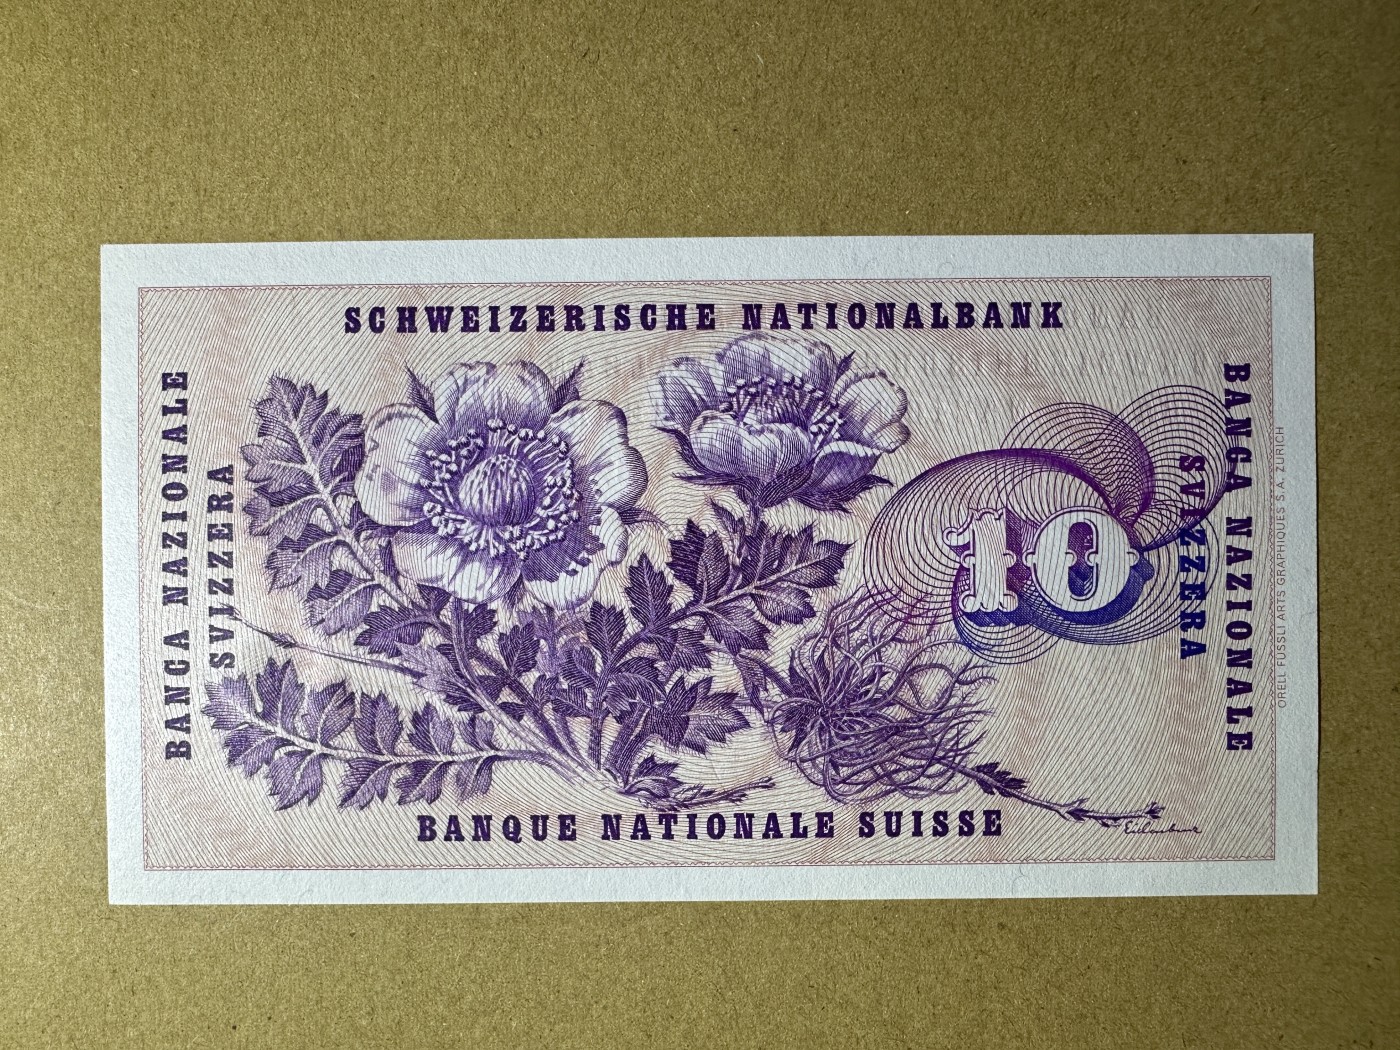 SCHWEIZERISCHE NATIONALBANK
BANCA NAZIONALE
SVIZZERA
10
BANCA NAZIONALE
SVIZZERA
ORELL FÜSSLI ARTS GRAPHIQUES S. A. ZURICH
BANQUE NATIONALE SUISSE